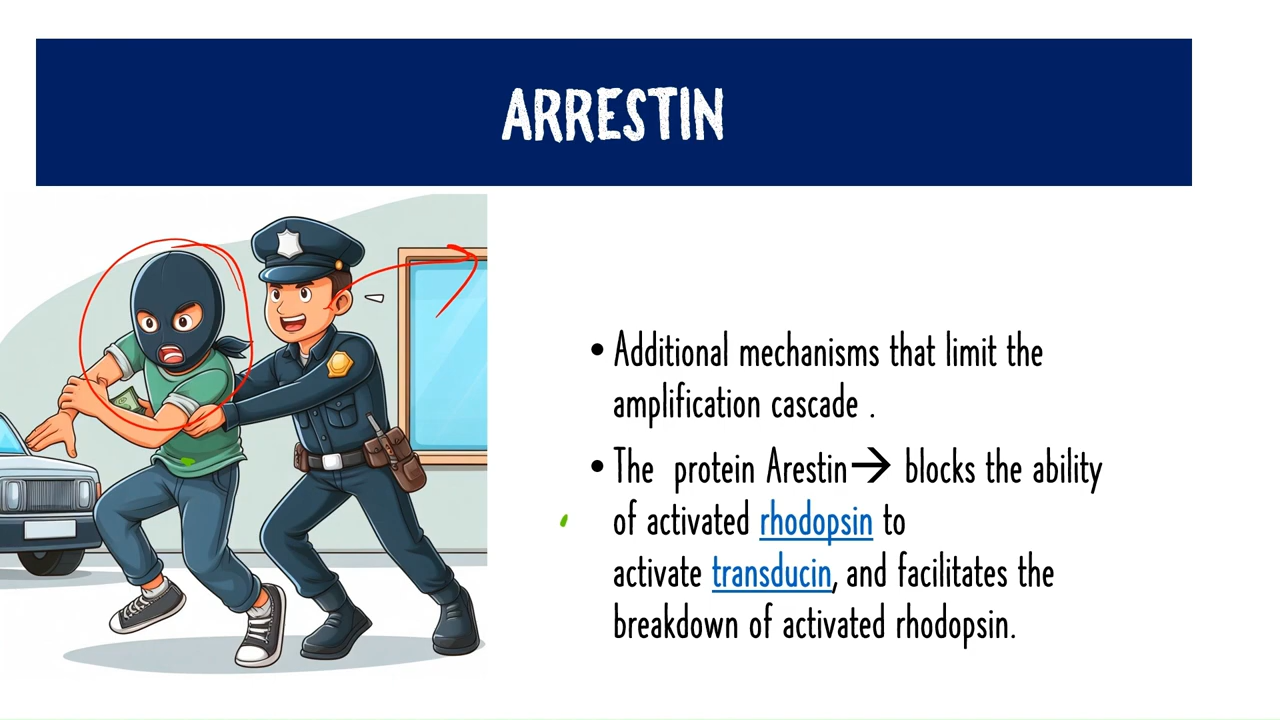 ARRESTIN
• Additional mechanisms that limit the
amplification cascade .
• The protein Arestin→ blocks the ability
of activated rhodopsin to
activate transducin, and facilitates the
breakdown of activated rhodopsin.